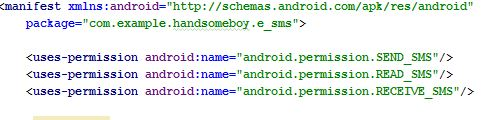 <manifest xmlns:android="http://schemas.android.com/apk/res/android"
package="com.example.handsomeboy.e_sms">
<uses-permission android:name="android.permission.SEND_SMS"/>
<uses-permission android:name="android.permission.READ_SMS"/>
<uses-permission android:name="android.permission.RECEIVE_SMS"/>